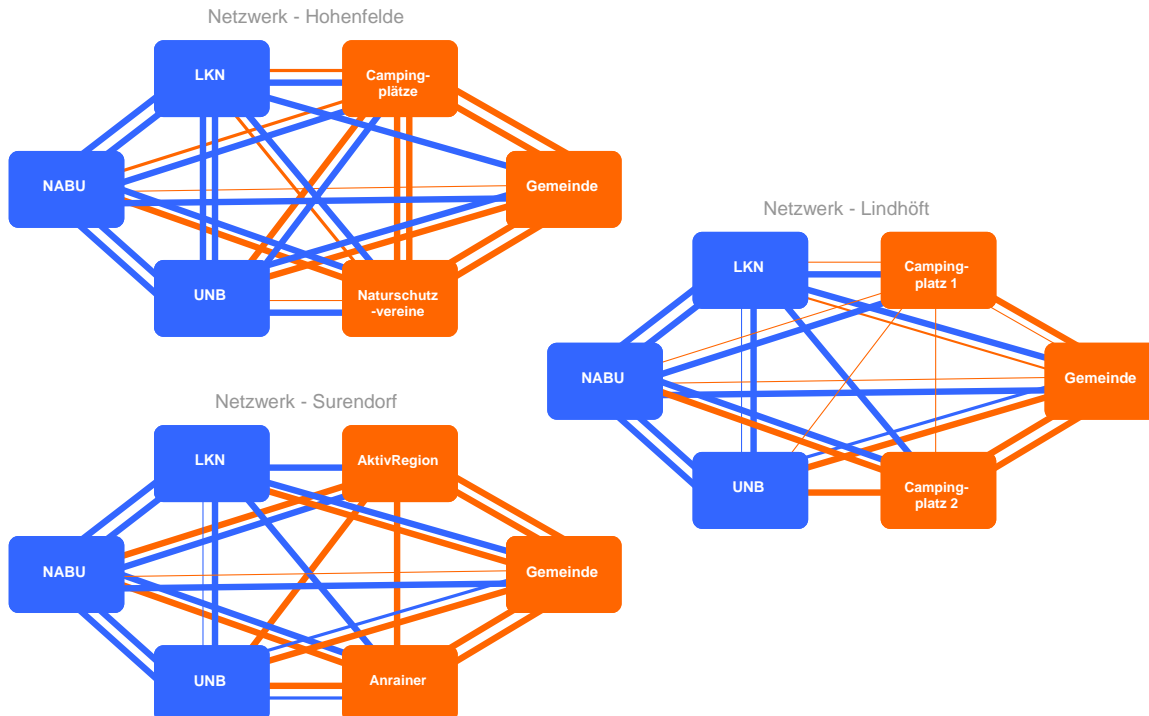 Netzwerk - Hohenfelde
LKN
Camping-
plätze
NABU
Gemeinde
UNB
Naturschutz
-vereine
Netzwerk - Lindhöft
LKN
Camping-
platz 1
NABU
Gemeinde
UNB
Camping-
platz 2
Netzwerk - Surendorf
LKN
AktivRegion
NABU
Gemeinde
UNB
Anrainer